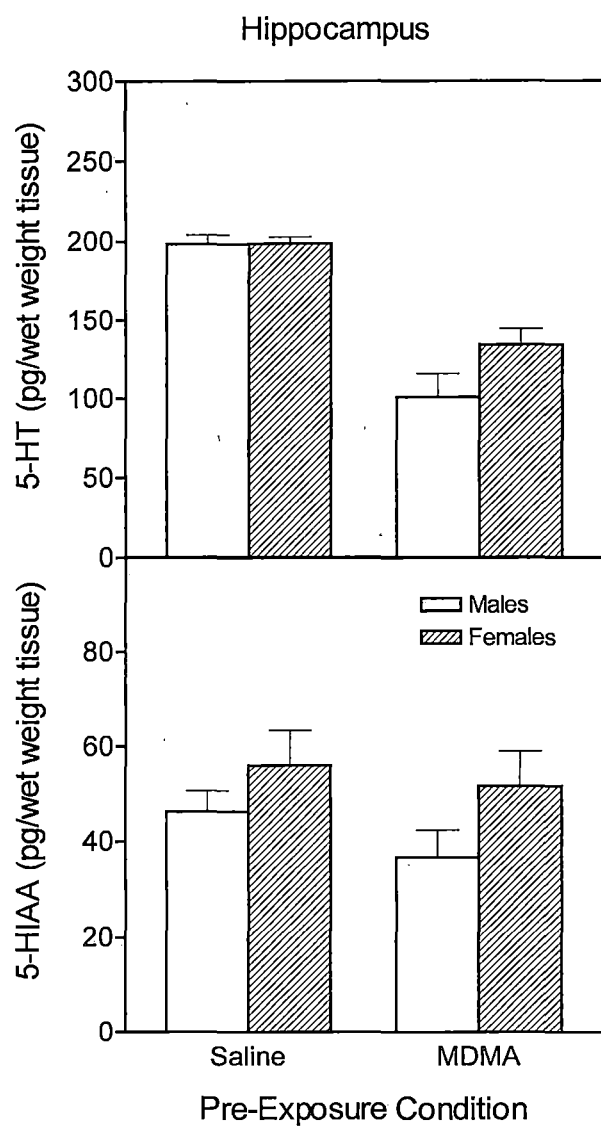 Hippocampus
5-HT (pg/wet weight tissue)
300
250
200
150
100
50
0
5-HIAA (pg/wet weight tissue)
80
60
40
20
0
Males
Females
Saline
MDMA
Pre-Exposure Condition